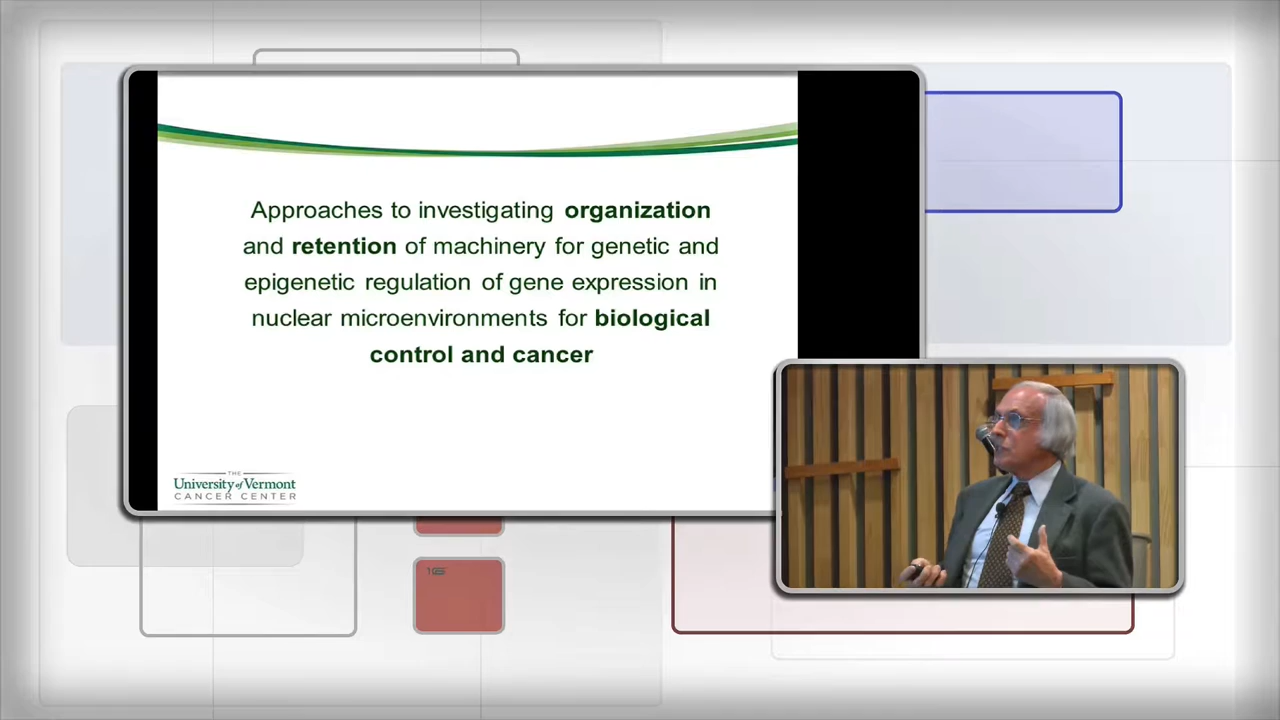 Approaches to investigating organization
and retention of machinery for genetic and
epigenetic regulation of gene expression in
nuclear microenvironments for biological
control and cancer
THE
University of Vermont
CANCER CENTER
16